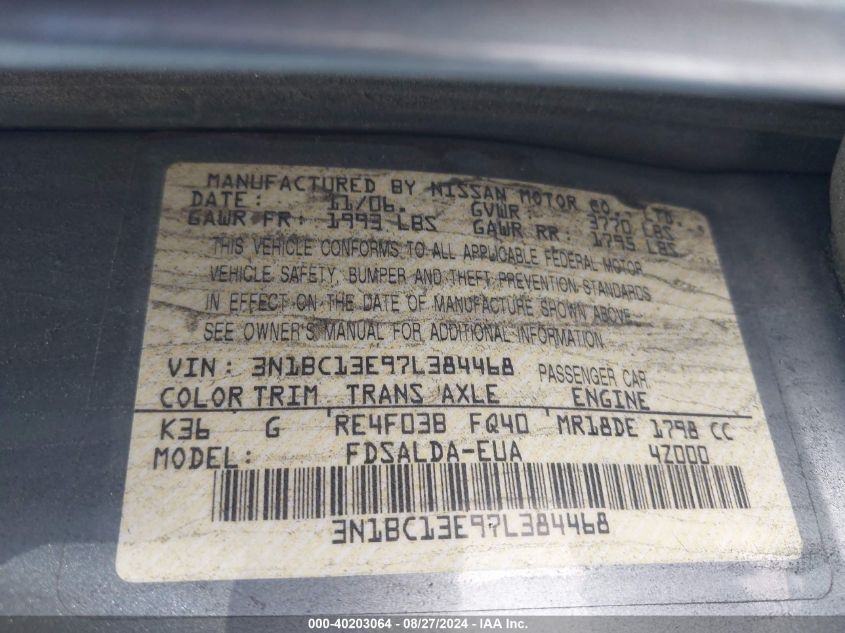 MANUFACTURED BY NISSAN MOTOR CO., LTD.
DATE: 11/06. GVWR: 3770 LBS
GAWR FR: 1993 LBS GAWR RR: 1795 LBS
THIS VEHICLE CONFORMS TO ALL APPLICABLE FEDERAL MOTOR
VEHICLE SAFETY, BUMPER AND THEFT PREVENTION STANDARDS
IN EFFECT ON THE DATE OF MANUFACTURE SHOWN ABOVE.
SEE OWNER'S MANUAL FOR ADDITIONAL INFORMATION.
VIN: 3N1BC13E97L384468 PASSENGER CAR
COLOR TRIM TRANS AXLE ENGINE
K36 G RE4F03B FQ40 MR18DE 1798 CC
MODEL: FDSALDA-EUA 4Z000
3N1BC13E97L384468
000-40203064 - 08/27/2024 - IAA Inc.